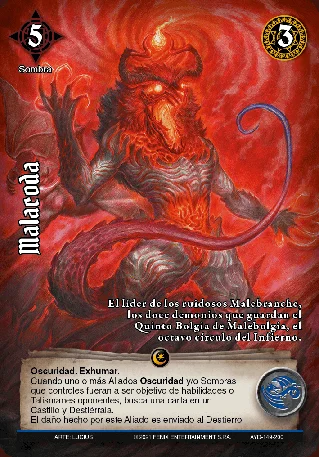 5
3
Sombra
Malacoda
El líder de los ruidosos Malebranche,
los doce demonios que guardan el
Quinto Bolgia de Malebolgia, el
octavo círculo del Infierno.
Oscuridad. Exhumar.
Cuando uno o más Aliados Oscuridad y/o Sombras
que controles fueran a ser objetivo de habilidades o
Talismanes oponentes, busca una carta en tu
Castillo y Destiérrala.
El daño hecho por este Aliado es enviado al Destierro
ENTERTAINMENT S.P.A.